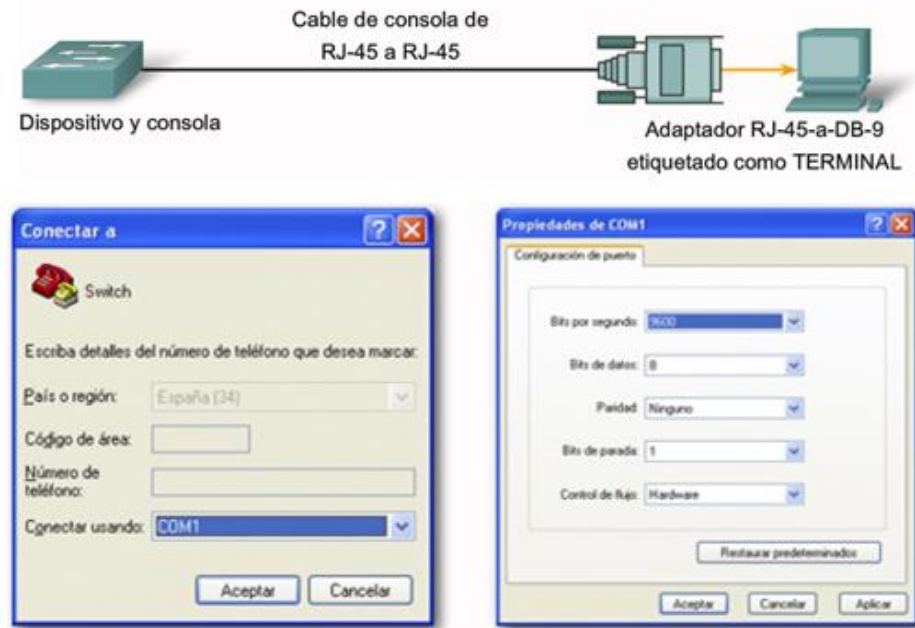 Cable de consola de
RJ-45 a RJ-45
Dispositivo y consola
Adaptador RJ-45-a-DB-9
etiquetado como TERMINAL
Conectar a
Switch
Escriba detalles del número de teléfono que desea marcar:
País o región:
España (34)
Código de área:
Número de
teléfono:
Conectar usando:
COM1
Aceptar
Cancelar
Propiedades de COM1
Configuración de puerto
Bits por segundo:
9600
Bits de datos:
8
Paridad:
Ninguno
Bits de parada:
1
Control de flujo:
Hardware
Restaurar predeterminados
Aceptar
Cancelar
Aplicar